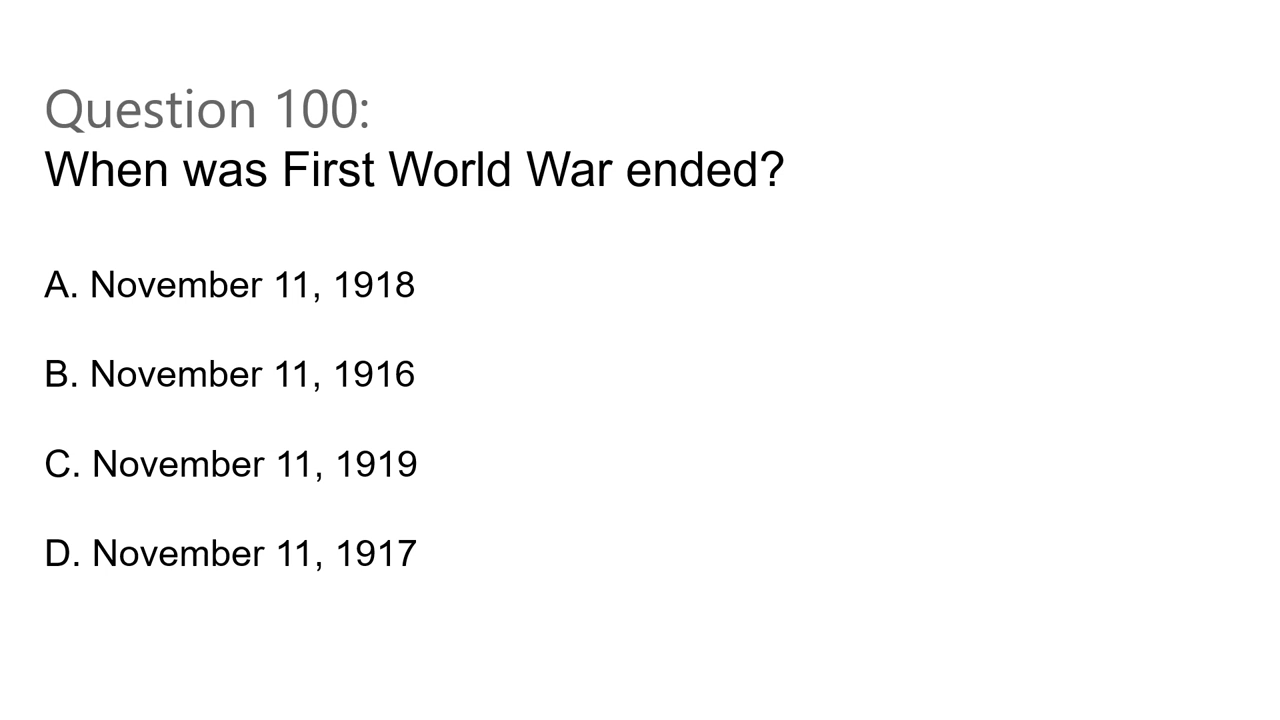 Question 100:
When was First World War ended?
A. November 11, 1918
B. November 11, 1916
C. November 11, 1919
D. November 11, 1917